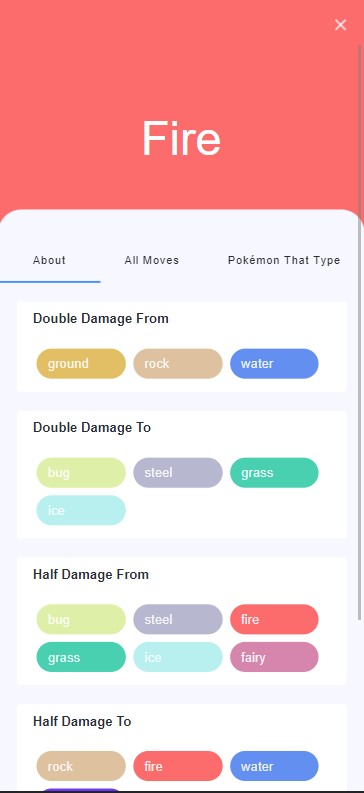 Fire
About All Moves Pokémon That Type
Double Damage From
ground rock water
Double Damage To
bug steel grass
ice
Half Damage From
bug steel fire
grass ice fairy
Half Damage To
rock fire water